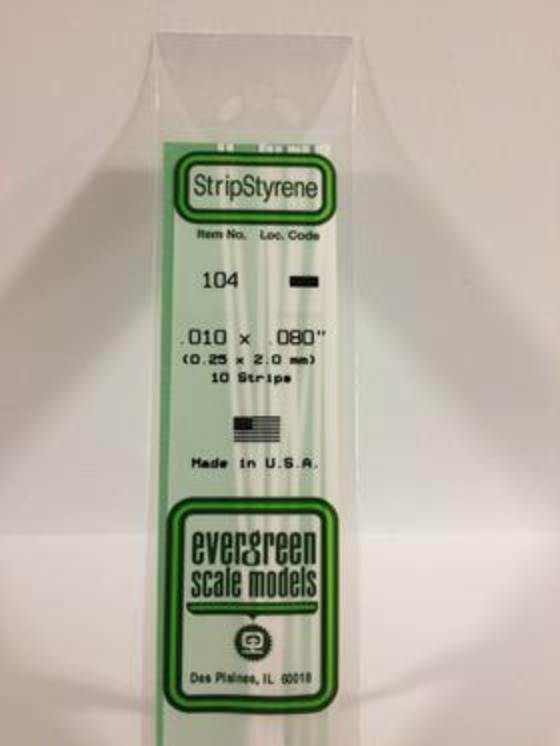 StripStyrene
Item No. Loc. Code
104
.010 x .080"
(0.25 x 2.0 mm)
10 Strips
Made in U.S.A.
evergreen
scale models
Des Plaines, IL 60018